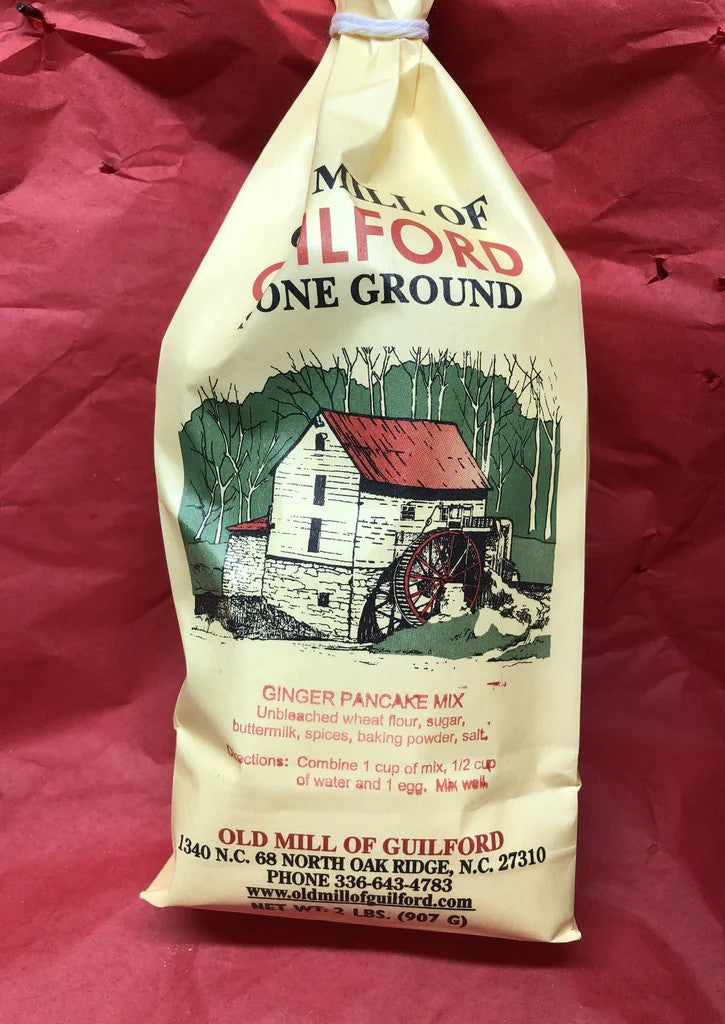 MILL OF
GUILFORD
ONE GROUND
GINGER PANCAKE MIX
Unbleached wheat flour, sugar,
buttermilk, spices, baking powder, salt.
Directions: Combine 1 cup of mix, 1/2 cup
of water and 1 egg. Mix well.
OLD MILL OF GUILFORD
1340 N.C. 68 NORTH OAK RIDGE, N.C. 27310
PHONE 336-643-4783
www.oldmillofguilford.com
NET WT. 2 LBS. (907 G)